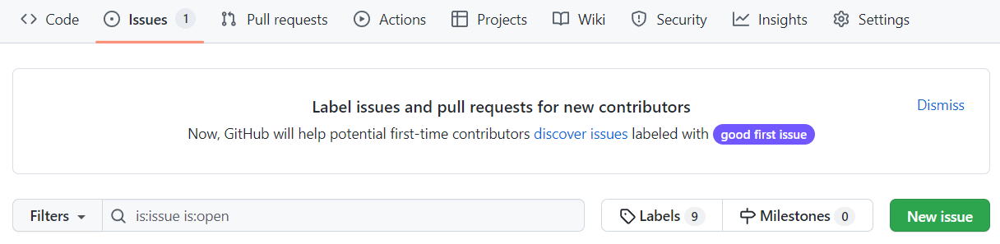 Code Issues 1 Pull requests Actions Projects Wiki Security Insights Settings
Label issues and pull requests for new contributors
Dismiss
Now, GitHub will help potential first-time contributors discover issues labeled with good first issue
Filters is:issue is:open Labels 9 Milestones 0 New issue